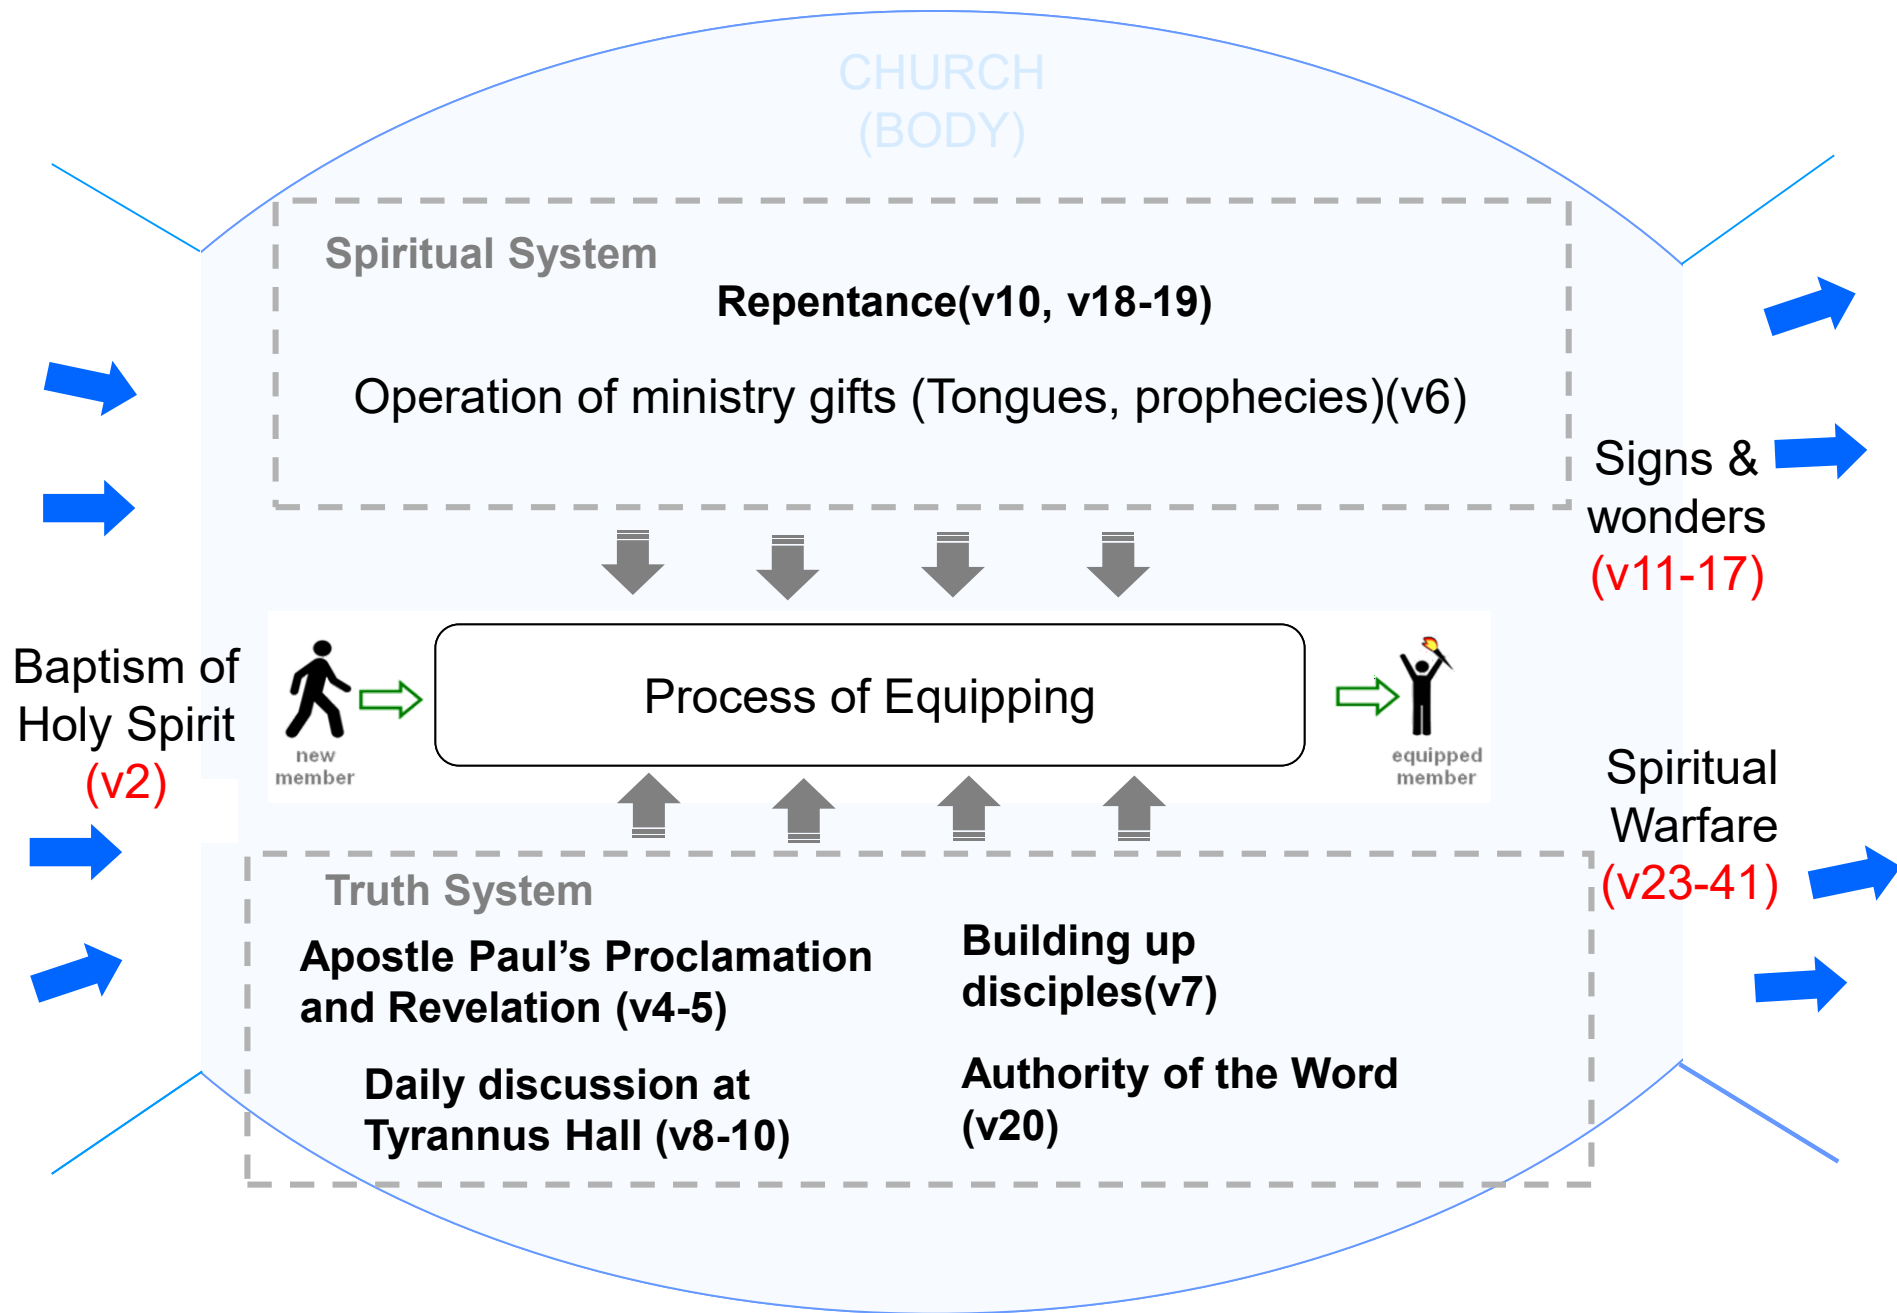 CHURCH
(BODY)
Spiritual System
Repentance(v10, v18-19)
Operation of ministry gifts (Tongues, prophecies)(v6)
Signs &
wonders
(v11-17)
Baptism of
Holy Spirit
(v2)
new
member
Process of Equipping
equipped
member
Spiritual
Warfare
(v23-41)
Truth System
Apostle Paul’s Proclamation
and Revelation (v4-5)
Building up
disciples(v7)
Daily discussion at
Tyrannus Hall (v8-10)
Authority of the Word
(v20)